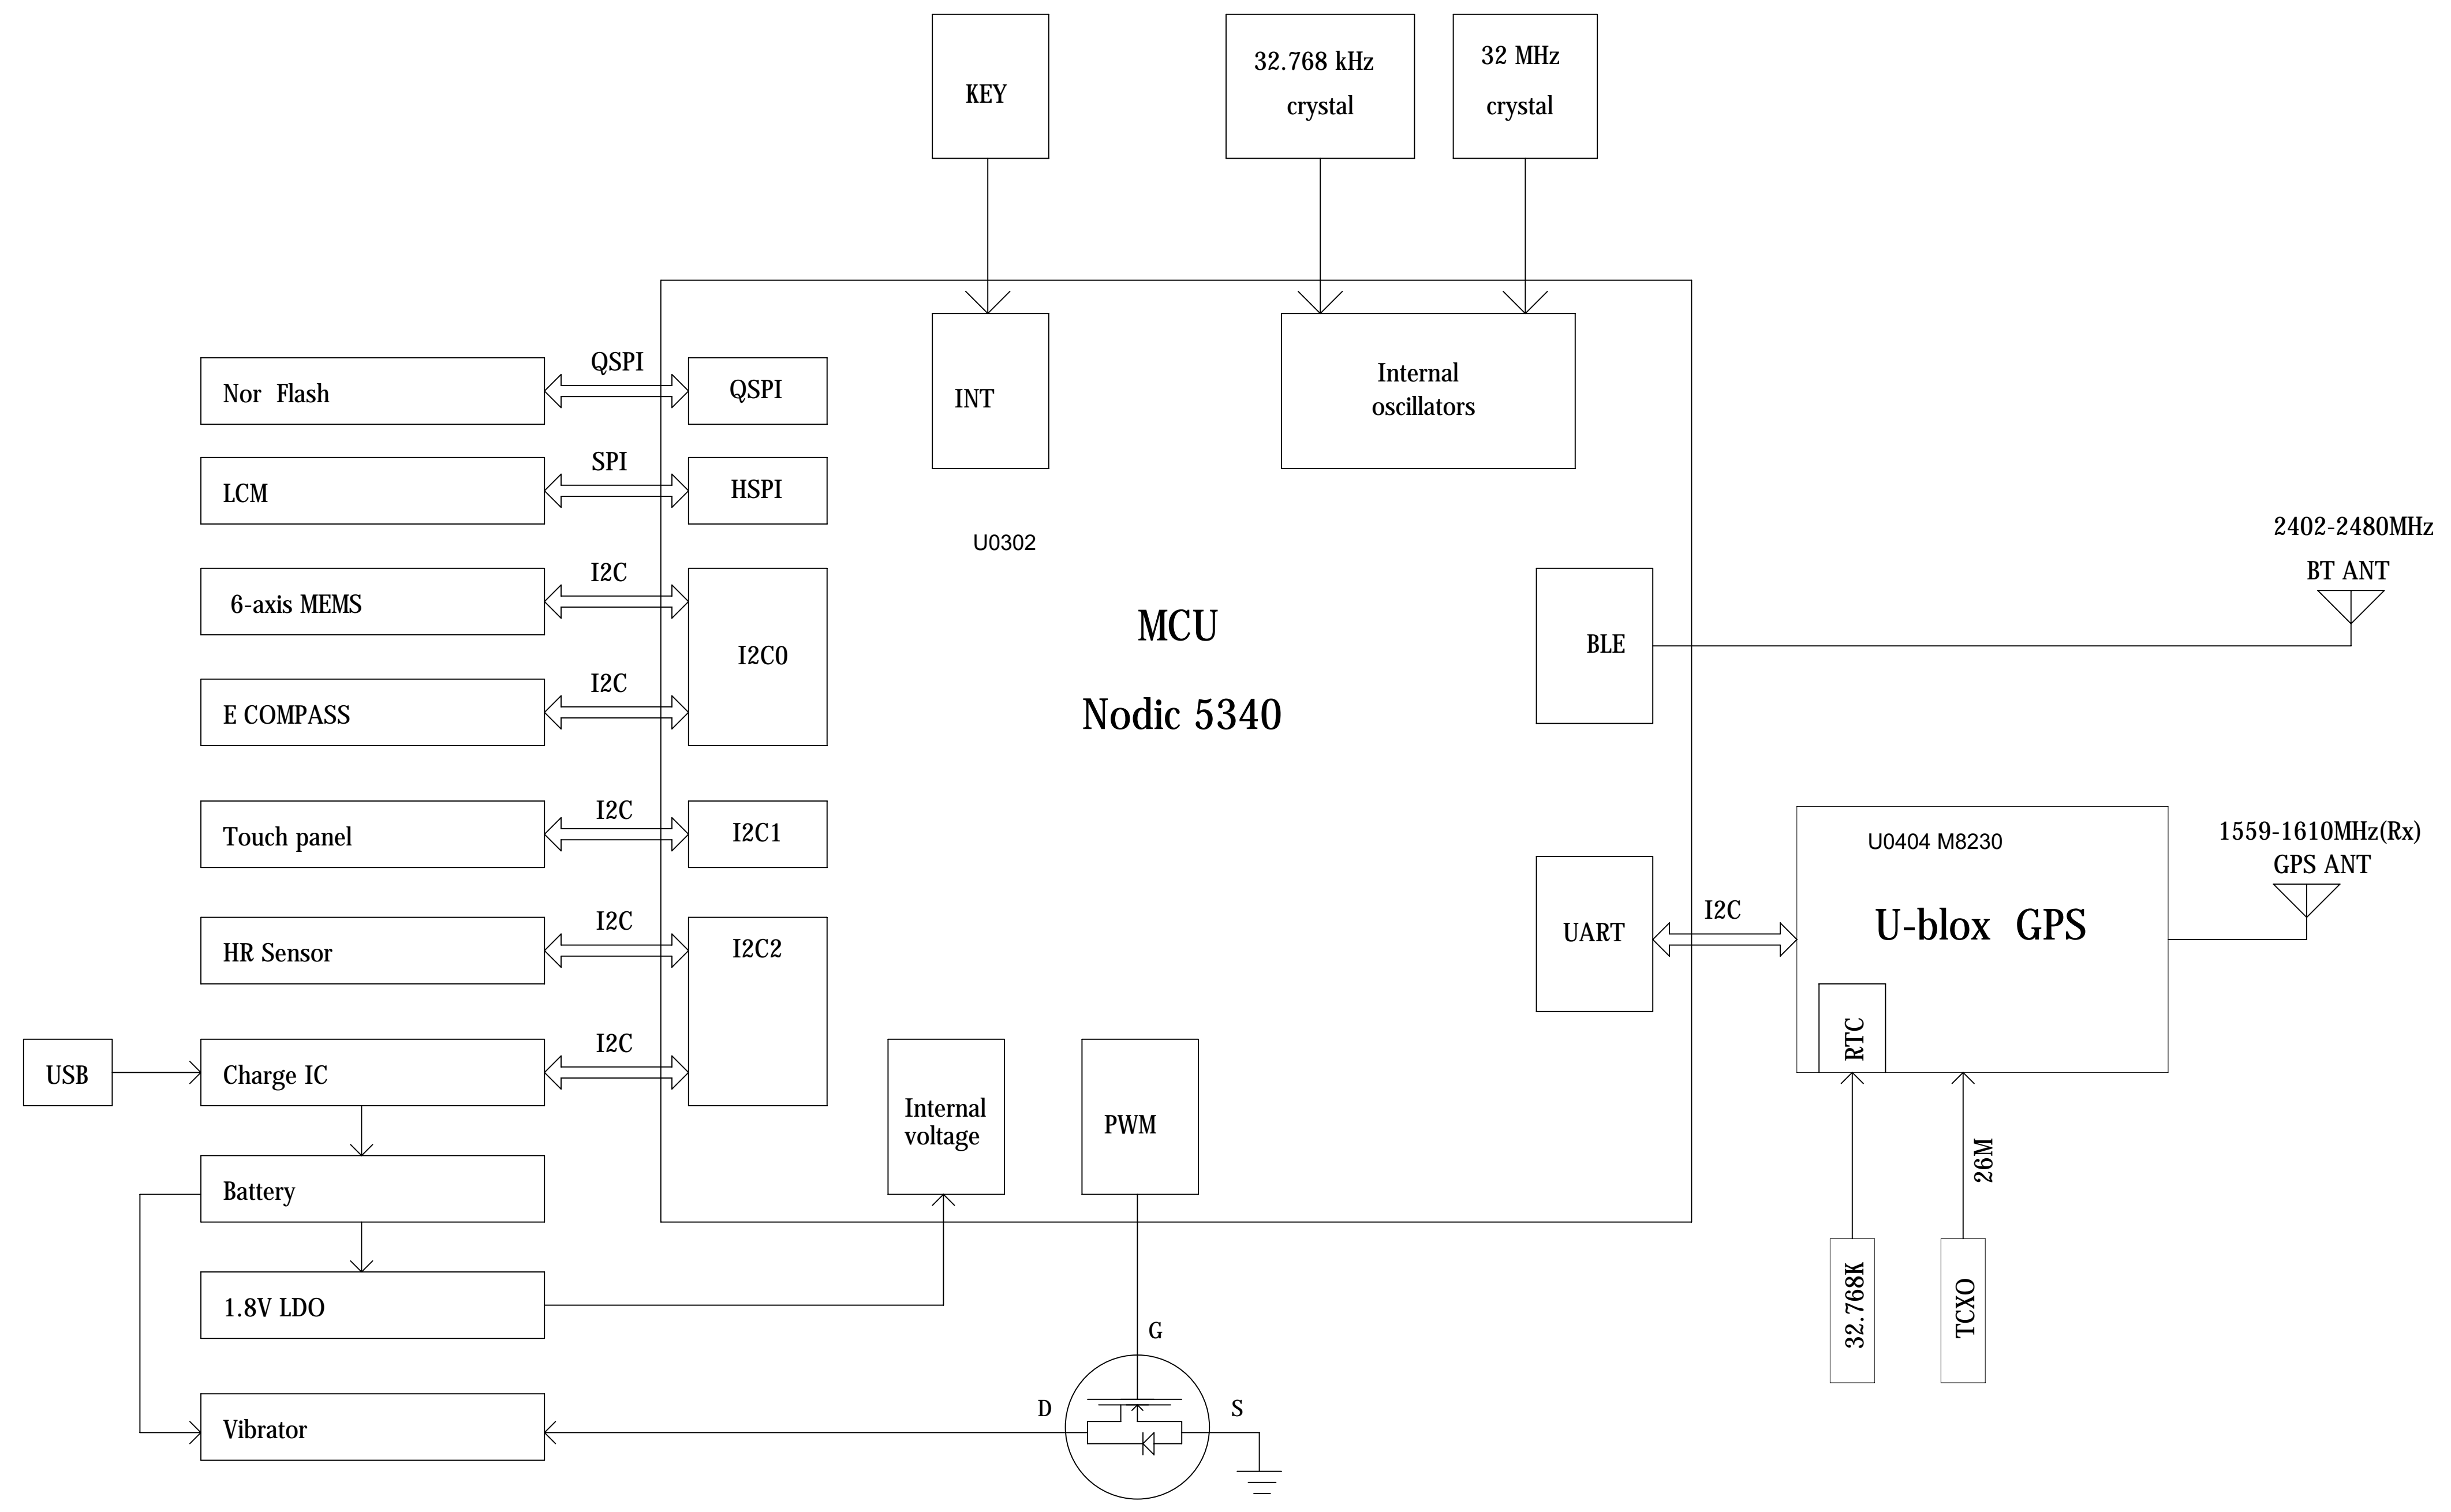 KEY
32.768 kHz
crystal
32 MHz
crystal
INT
Internal
oscillators
Nor Flash
QSPI
QSPI
LCM
SPI
HSPI
U0302
6-axis MEMS
I2C
I2C0
E COMPASS
I2C
MCU
Nodic 5340
BLE
2402-2480MHz
BT ANT
Touch panel
I2C
I2C1
HR Sensor
I2C
I2C2
UART
I2C
U0404 M8230
U-blox GPS
1559-1610MHz(Rx)
GPS ANT
RTC
USB
Charge IC
I2C
Internal
voltage
PWM
Battery
26M
1.8V LDO
32.768K
TCXO
G
D
S
Vibrator